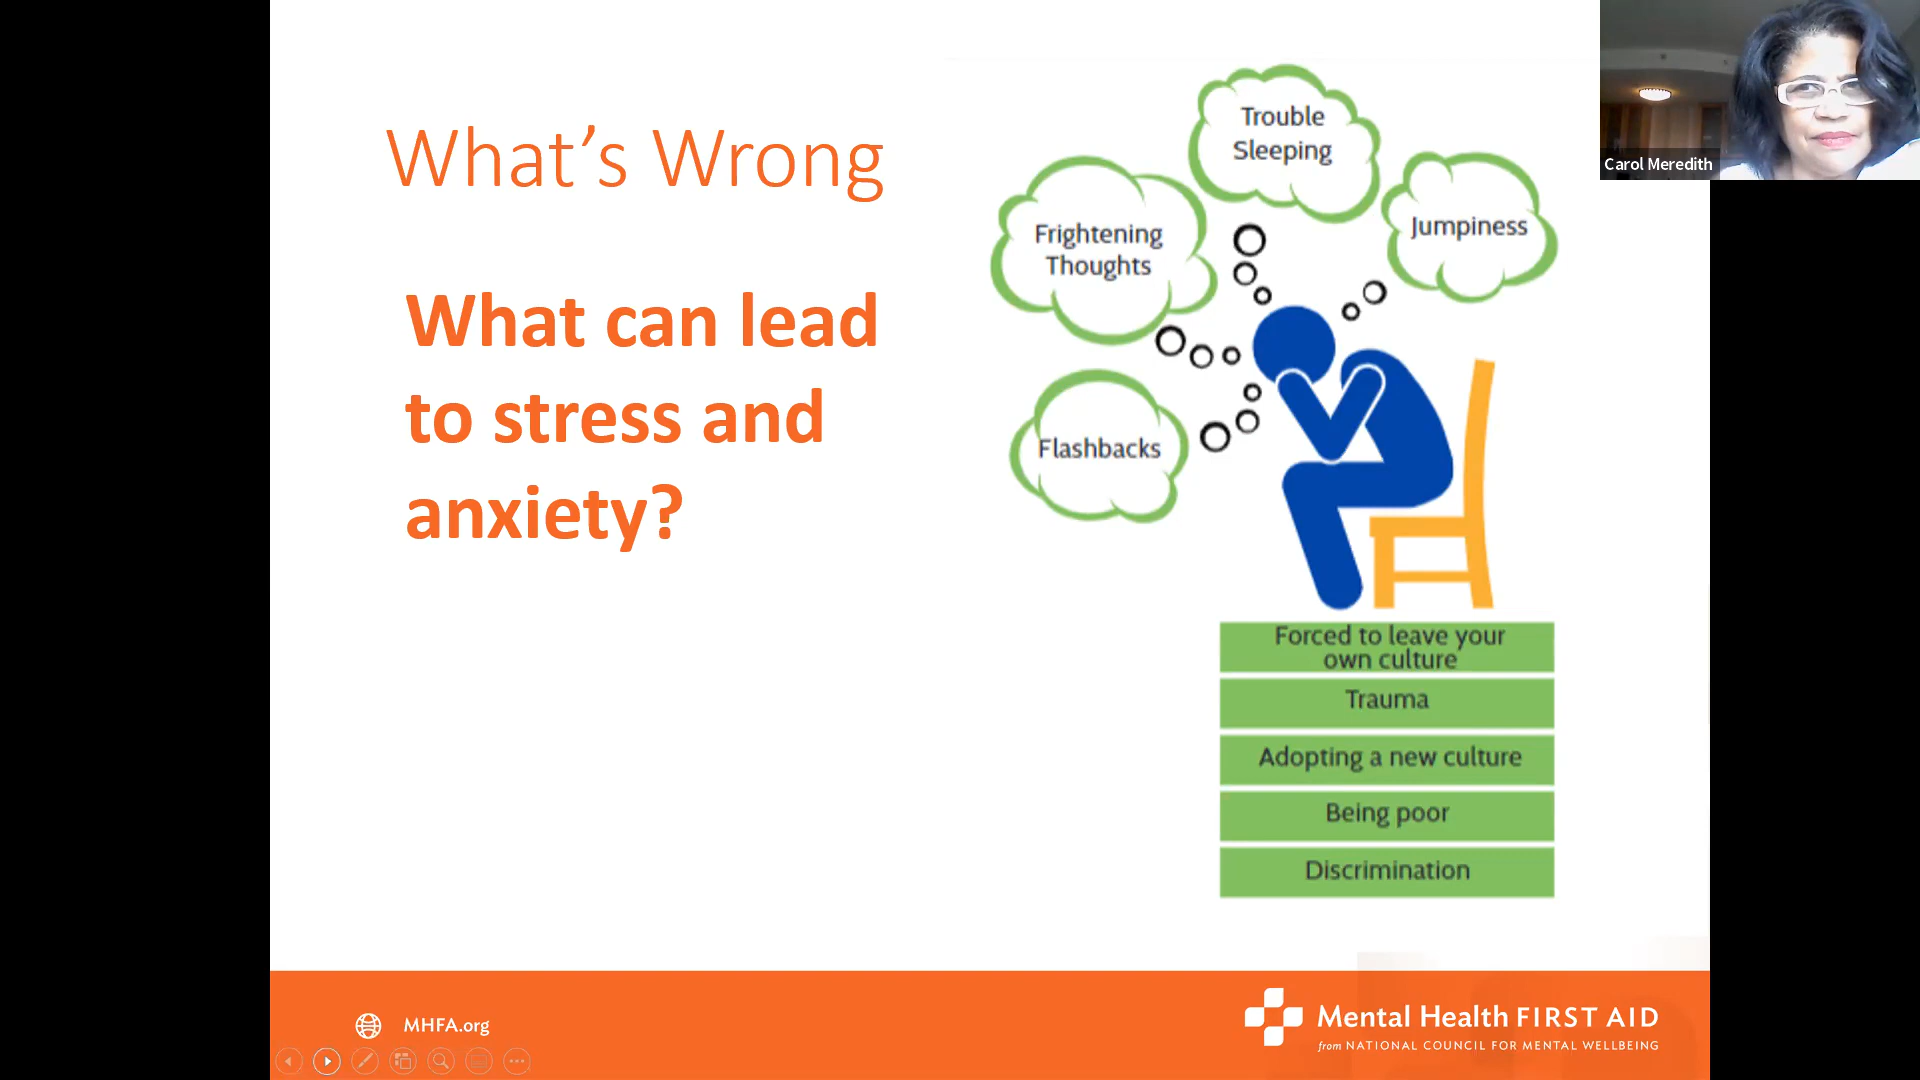 What's Wrong
What can lead
to stress and
anxiety?
Trouble
Sleeping
Frightening
Thoughts
Jumpiness
Flashbacks
Forced to leave your
own culture
Trauma
Adopting a new culture
Being poor
Discrimination
Carol Meredith
MHFA.org
Mental Health FIRST AID
from NATIONAL COUNCIL FOR MENTAL WELLBEING